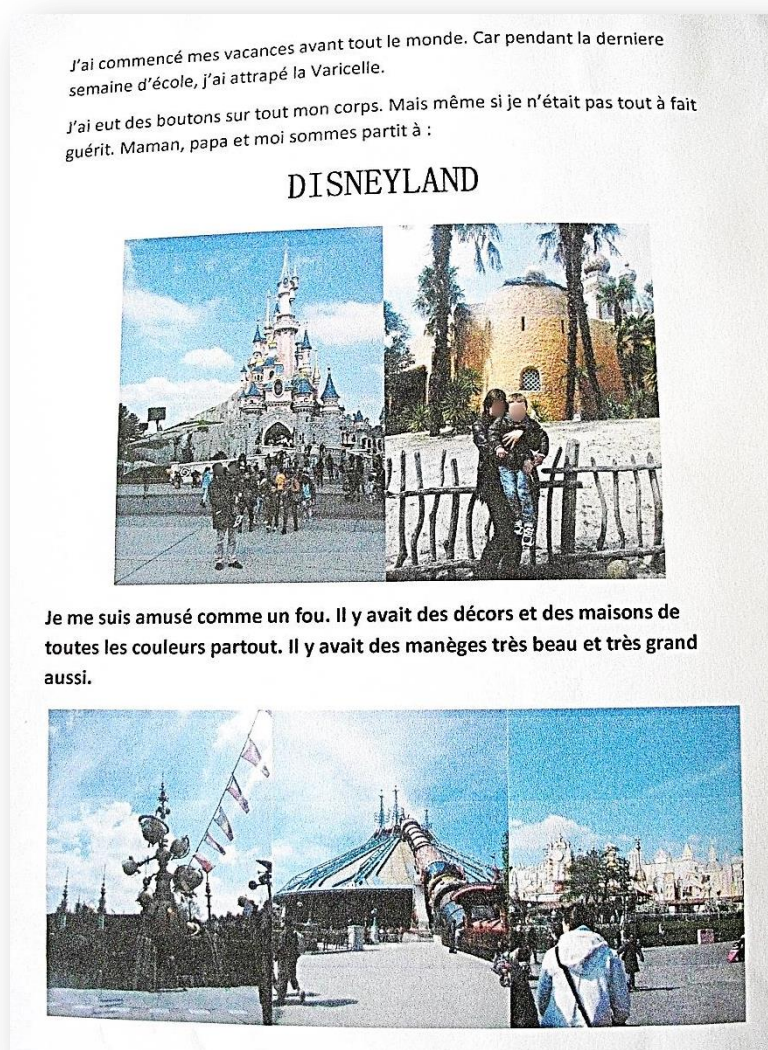 J'ai commencé mes vacances avant tout le monde. Car pendant la derniere
semaine d'école, j'ai attrapé la Varicelle.
J'ai eut des boutons sur tout mon corps. Mais même si je n'était pas tout à fait
guérit. Maman, papa et moi sommes partit à :
DISNEYLAND
Je me suis amusé comme un fou. Il y avait des décors et des maisons de
toutes les couleurs partout. Il y avait des manèges très beau et très grand
aussi.